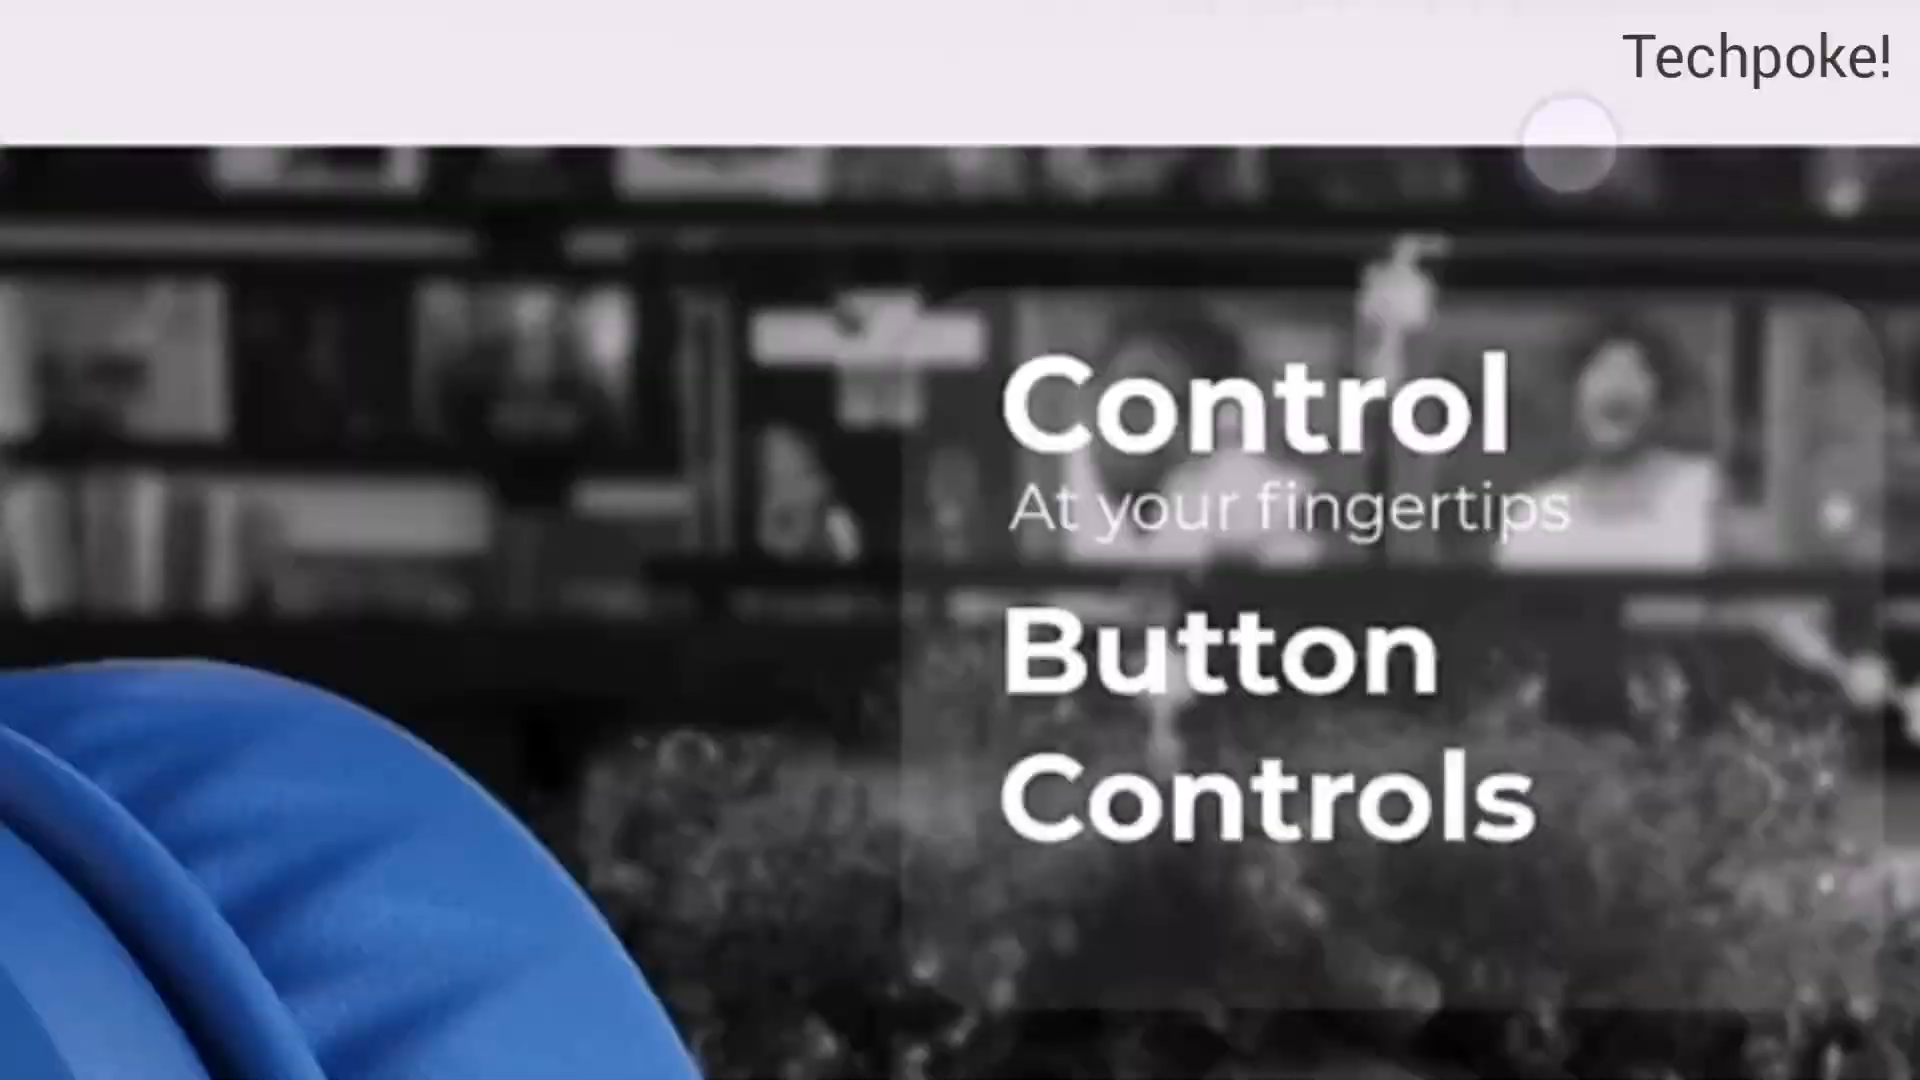 Techpoke!
Control
At your fingertips
Button
Controls